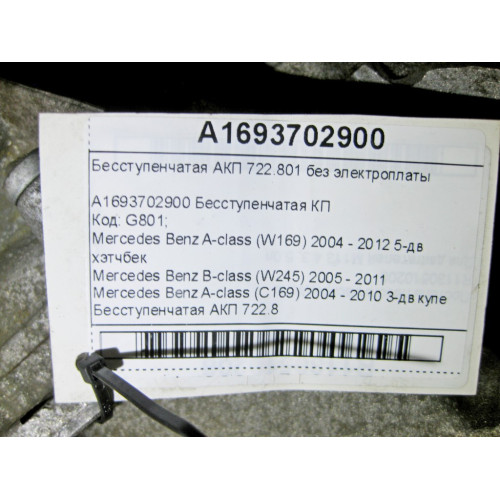 A1693702900
Бесступенчатая АКП 722.801 без электроплаты
A1693702900 Бесступенчатая КП
Код: G801;
Mercedes Benz A-class (W169) 2004 - 2012 5-дв
хэтчбек
Mercedes Benz B-class (W245) 2005 - 2011
Mercedes Benz A-class (C169) 2004 - 2010 3-дв купе
Бесступенчатая АКП 722.8